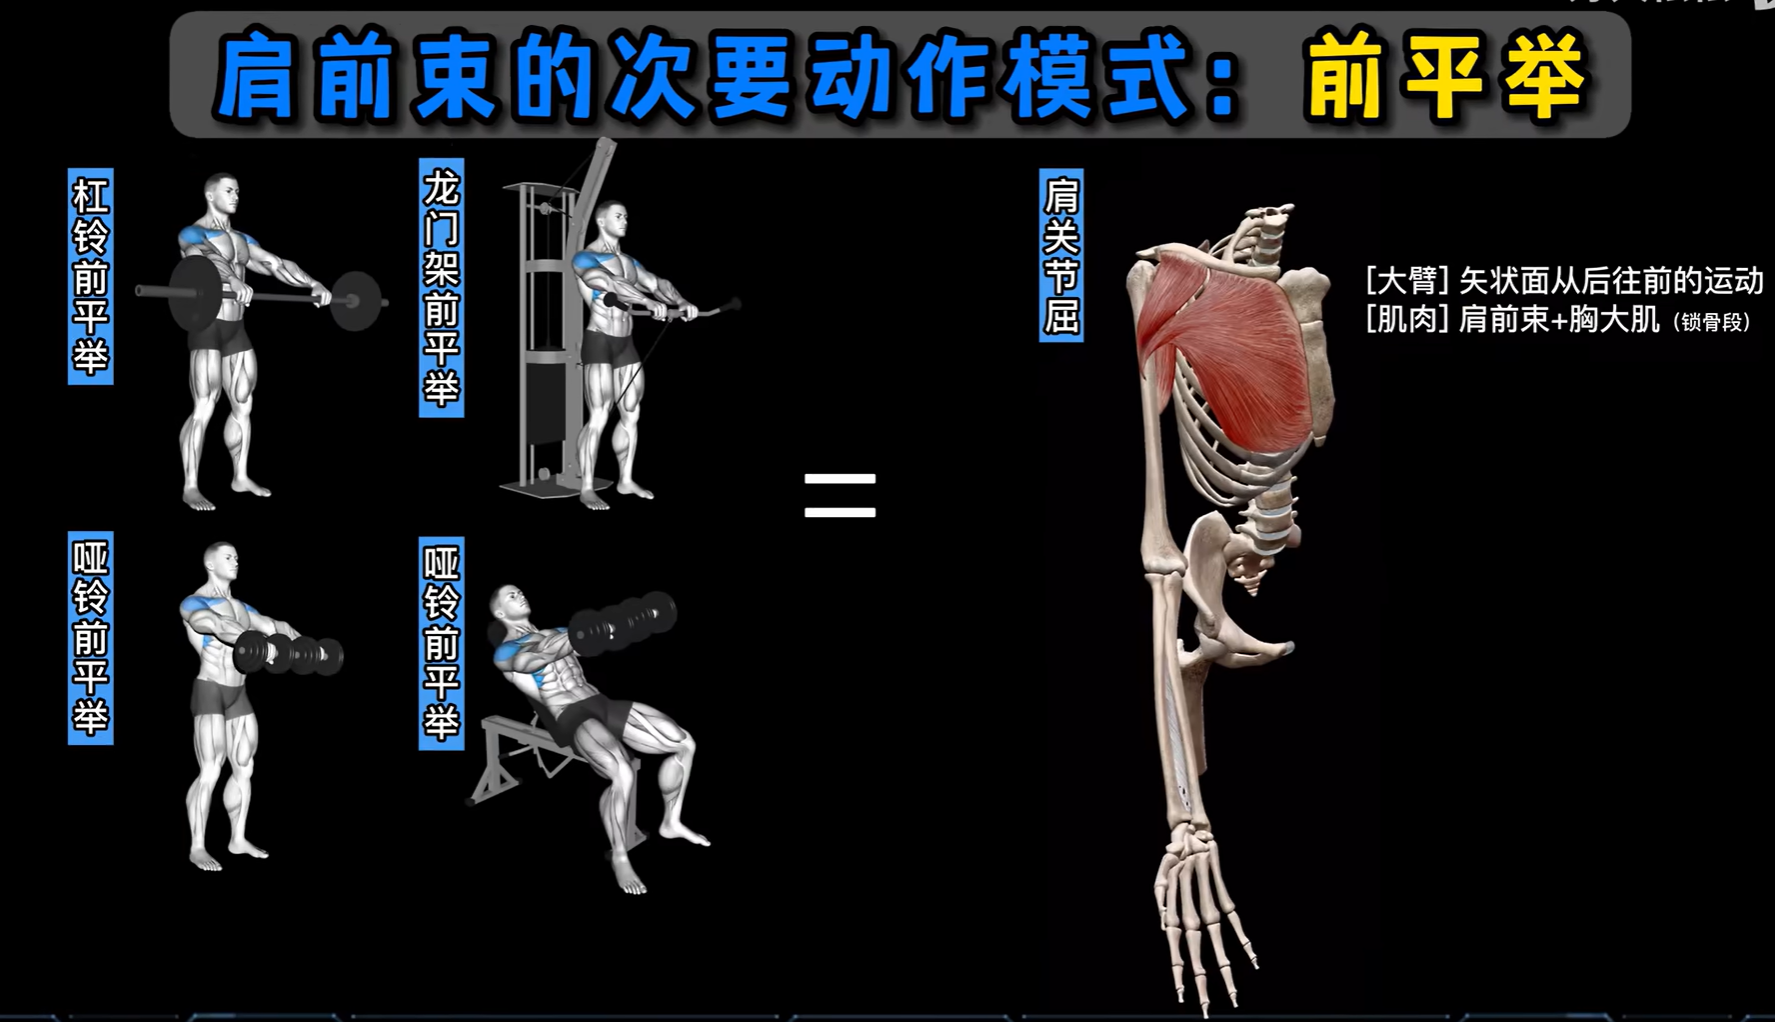 肩前束的次要动作模式：前平举
杠铃前平举
龙门架前平举
肩关节屈
[大臂] 矢状面从后往前的运动
[肌肉] 肩前束+胸大肌（锁骨段）
=
哑铃前平举
哑铃前平举